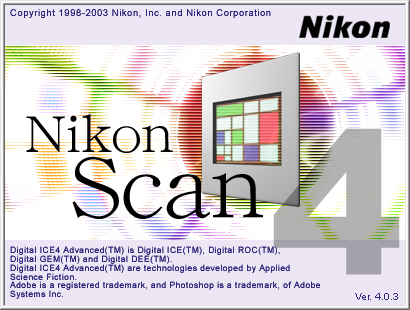 Copyright 1998-2003 Nikon, Inc. and Nikon Corporation
Nikon
Nikon
Scan
4
Digital ICE4 Advanced(TM) is Digital ICE(TM), Digital ROC(TM),
Digital GEM(TM) and Digital DEE(TM).
Digital ICE4 Advanced(TM) are technologies developed by Applied
Science Fiction.
Adobe is a registered trademark, and Photoshop is a trademark, of Adobe
Systems Inc.
Ver. 4.0.3